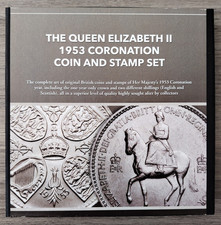 THE QUEEN ELIZABETH II
1953 CORONATION
COIN AND STAMP SET
The complete set of original British coins and stamps of Her Majesty's 1953 Coronation
year, including the one year only crown and two different shillings (English and
Scottish), all in a superior level of quality highly sought after by collectors